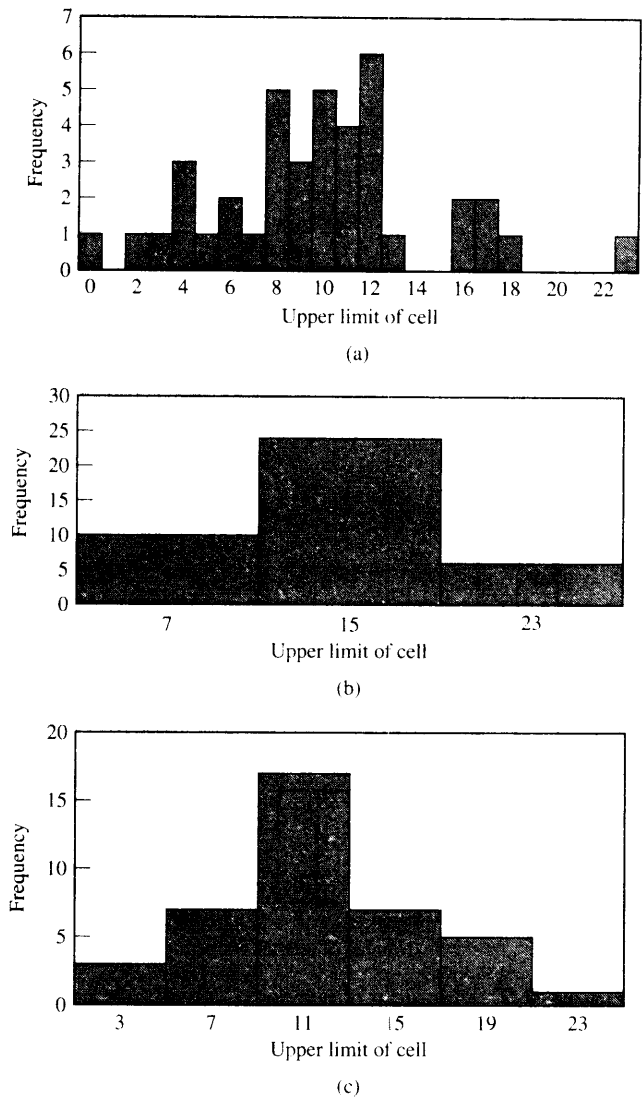 7
6
5
4
3
2
1
0
Frequency
0 2 4 6 8 10 12 14 16 18 20 22
Upper limit of cell
(a)
30
25
20
15
10
5
0
Frequency
7 15 23
Upper limit of cell
(b)
20
15
10
5
0
Frequency
3 7 11 15 19 23
Upper limit of cell
(c)